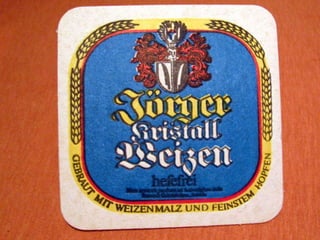 Jörger
Kristall
Weizen
hefefrei
GEBRAUT MIT WEIZENMALZ UND FEINSTEM HOPFEN